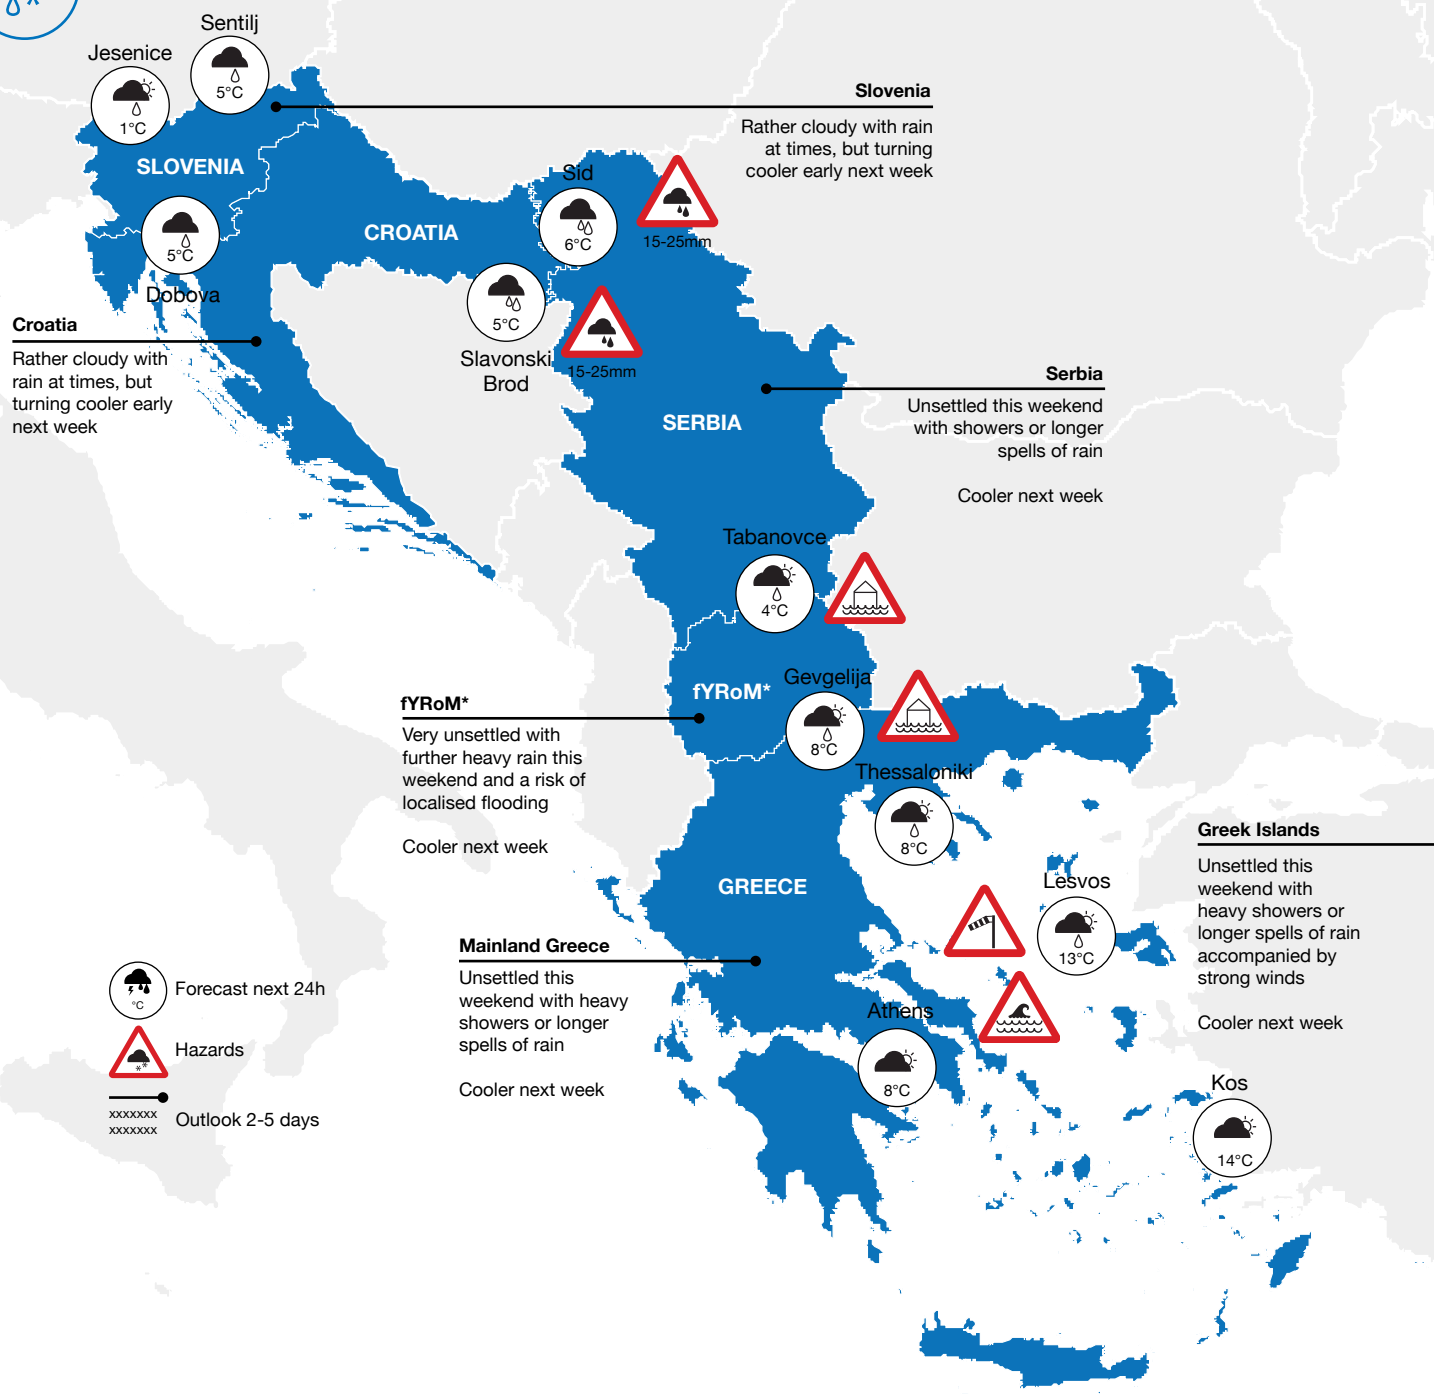 Sentilj
5°C
Jesenice
1°C
Slovenia
Rather cloudy with rain
at times, but turning
cooler early next week
SLOVENIA
Sid
6°C
15-25mm
CROATIA
5°C
Dobova
5°C
Slavonski
Brod
15-25mm
Croatia
Rather cloudy with
rain at times, but
turning cooler early
next week
Serbia
Unsettled this weekend
with showers or longer
spells of rain
Cooler next week
SERBIA
Tabanovce
4°C
Gevgelija
8°C
fYRoM*
fYRoM*
Very unsettled with
further heavy rain this
weekend and a risk of
localised flooding
Cooler next week
Thessaloniki
8°C
Greek Islands
Unsettled this
weekend with
heavy showers or
longer spells of rain
accompanied by
strong winds
Cooler next week
GREECE
Lesvos
13°C
Mainland Greece
Unsettled this
weekend with heavy
showers or longer
spells of rain
Cooler next week
Athens
8°C
Kos
14°C
°C
Forecast next 24h
Hazards
xxxxxxx
xxxxxxx
Outlook 2-5 days